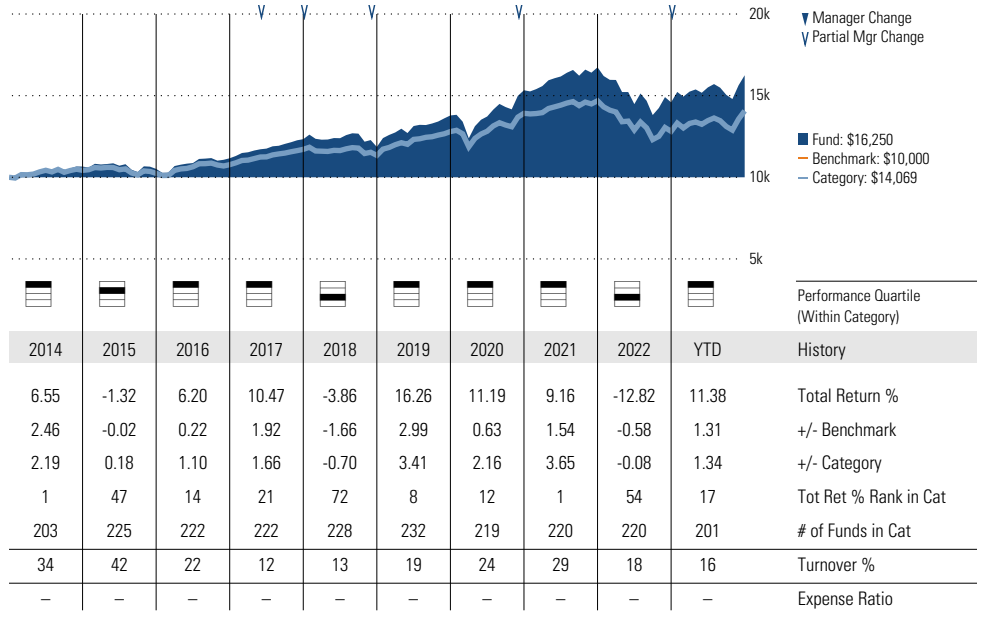 20k
Manager Change
Partial Mgr Change
15k
Fund: $16,250
Benchmark: $10,000
10k
Category: $14,069
5k
Performance Quartile
(Within Category)
2014 2015 2016 2017 2018 2019 2020 2021 2022 YTD History
6.55 -1.32 6.20 10.47 -3.86 16.26 11.19 9.16 -12.82 11.38 Total Return %
2.46 -0.02 0.22 1.92 -1.66 2.99 0.63 1.54 -0.58 1.31 +/- Benchmark
2.19 0.18 1.10 1.66 -0.70 3.41 2.16 3.65 -0.08 1.34 +/- Category
1 47 14 21 72 8 12 1 54 17 Tot Ret % Rank in Cat
203 225 222 222 228 232 219 220 220 201 # of Funds in Cat
34 42 22 12 13 19 24 29 18 16 Turnover %
– – – – – – – – – – Expense Ratio